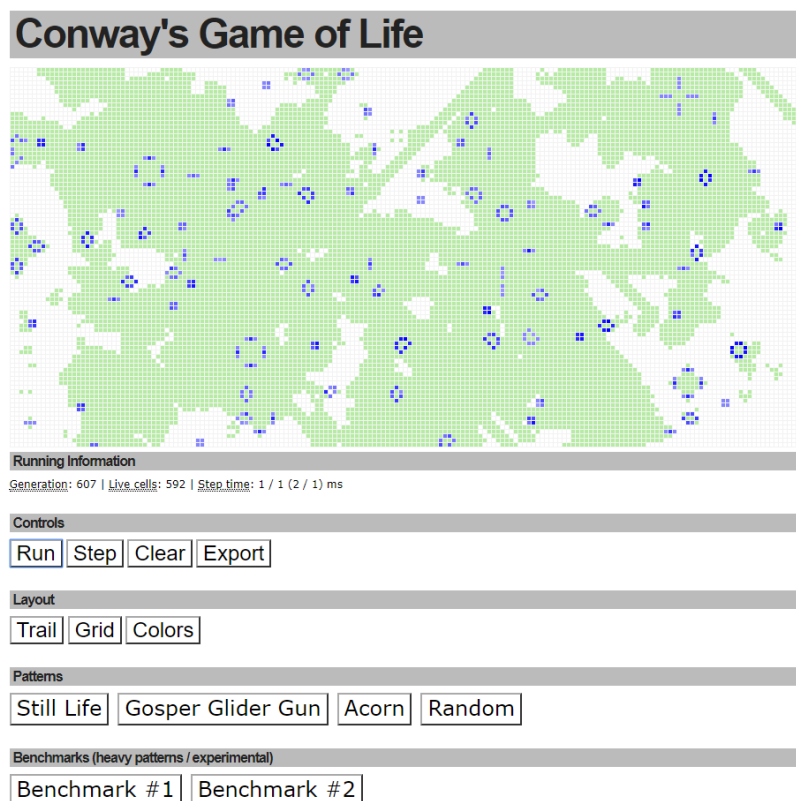 Conway's Game of Life
Running Information
Generation: 607 | Live cells: 592 | Step time: 1 / 1 (2 / 1) ms
Controls
Run Step Clear Export
Layout
Trail Grid Colors
Patterns
Still Life Gosper Glider Gun Acorn Random
Benchmarks (heavy patterns / experimental)
Benchmark #1 Benchmark #2